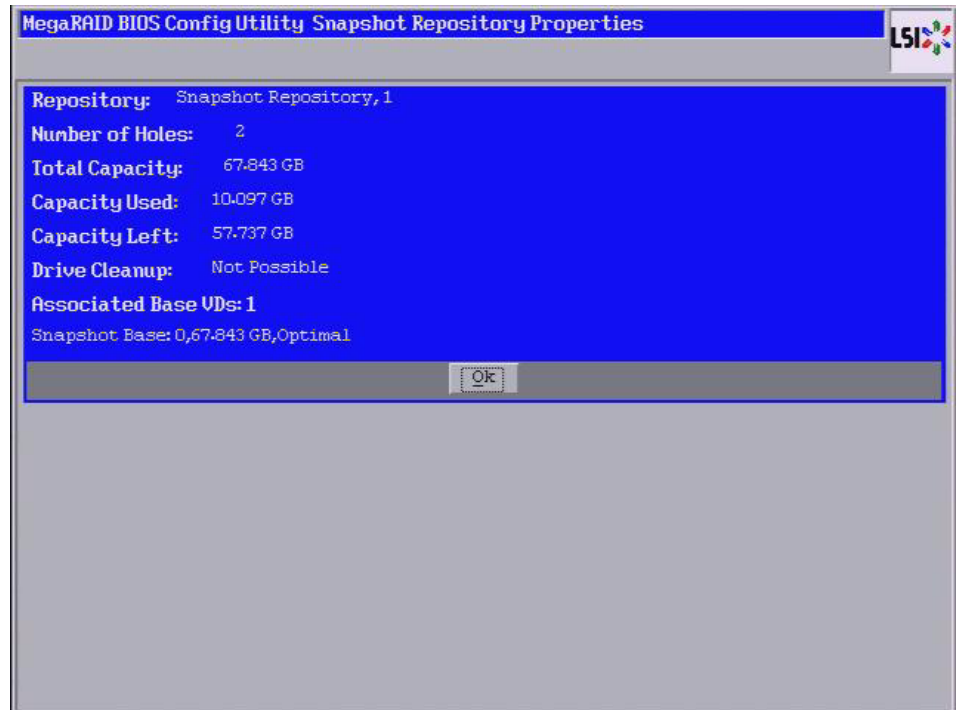 MegaRAID BIOS Config Utility Snapshot Repository Properties
LSI
Repository: Snapshot Repository,1
Number of Holes: 2
Total Capacity: 67.843 GB
Capacity Used: 10.097 GB
Capacity Left: 57.737 GB
Drive Cleanup: Not Possible
Associated Base VDs: 1
Snapshot Base: 0,67.843 GB,Optimal
Ok